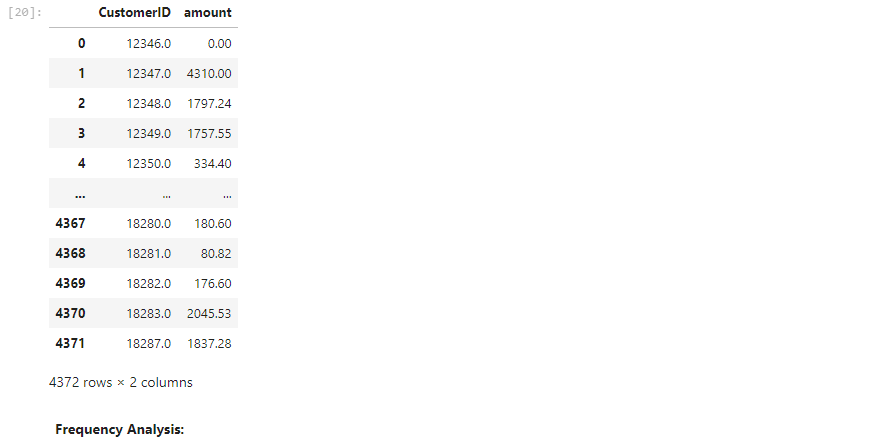 [20]:
CustomerID amount
0 12346.0 0.00
1 12347.0 4310.00
2 12348.0 1797.24
3 12349.0 1757.55
4 12350.0 334.40
... ... ...
4367 18280.0 180.60
4368 18281.0 80.82
4369 18282.0 176.60
4370 18283.0 2045.53
4371 18287.0 1837.28
4372 rows × 2 columns
Frequency Analysis: